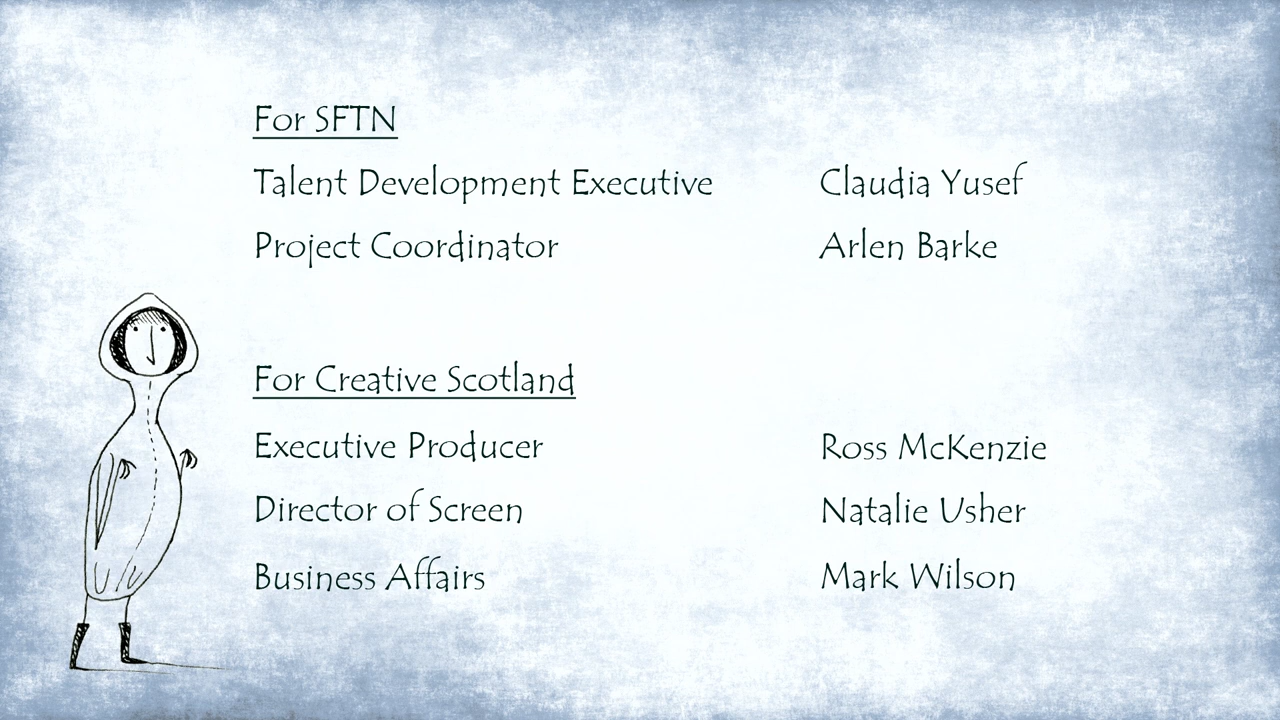 For SFTN
Talent Development Executive Claudia Yusef
Project Coordinator Arlen Barke
For Creative Scotland
Executive Producer Ross McKenzie
Director of Screen Natalie Usher
Business Affairs Mark Wilson